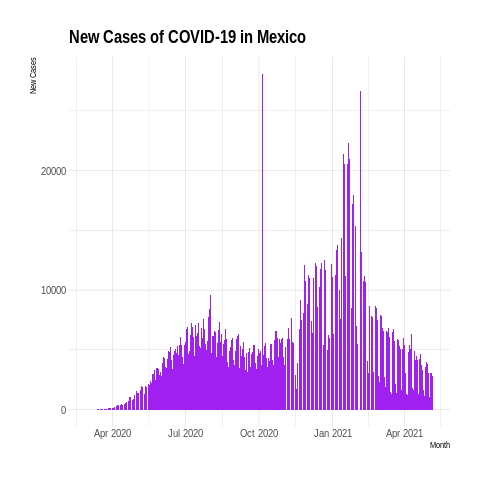 New Cases of COVID-19 in Mexico
New Cases
20000
10000
0
Apr 2020 Jul 2020 Oct 2020 Jan 2021 Apr 2021
Month